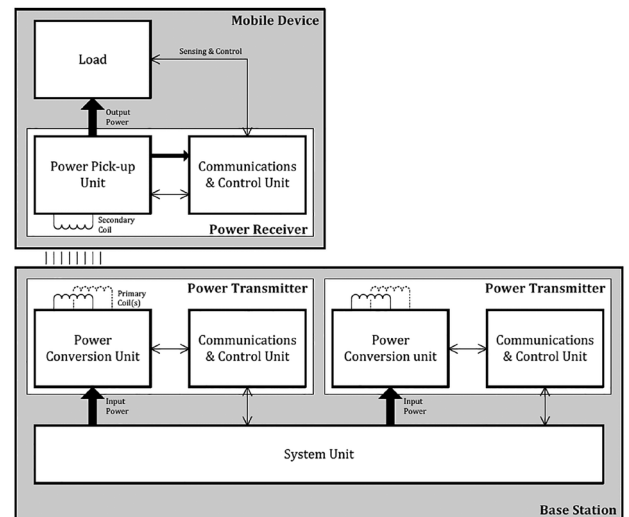 Mobile Device
Load
Sensing & Control
Output
Power
Power Pick-up
Unit
Communications
& Control Unit
Secondary
Coil
Power Receiver
Primary
Coil(s)
Power Transmitter
Power
Conversion Unit
Communications
& Control Unit
Input
Power
Power Transmitter
Power
Conversion unit
Communications
& Control Unit
Input
Power
System Unit
Base Station